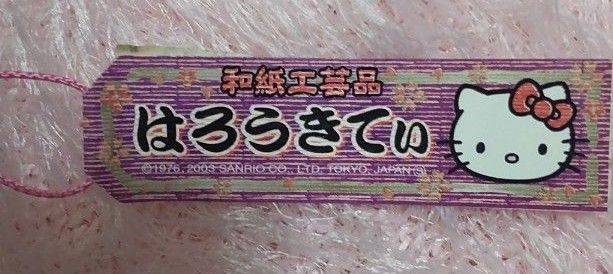 和紙工芸品
はろうきてぃ
©1976, 2003 SANRIO CO., LTD. TOKYO, JAPAN Ⓛ